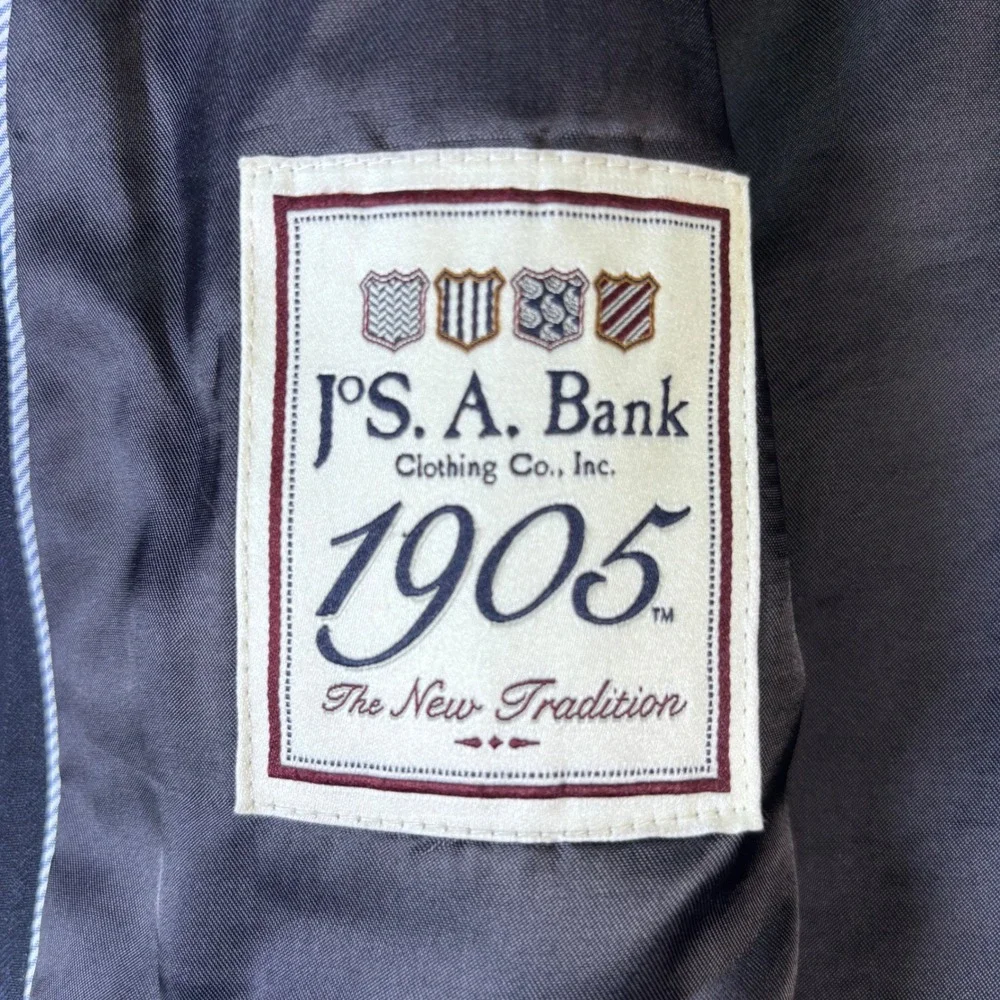 JoS. A. Bank
Clothing Co., Inc.
1905™
The New Tradition